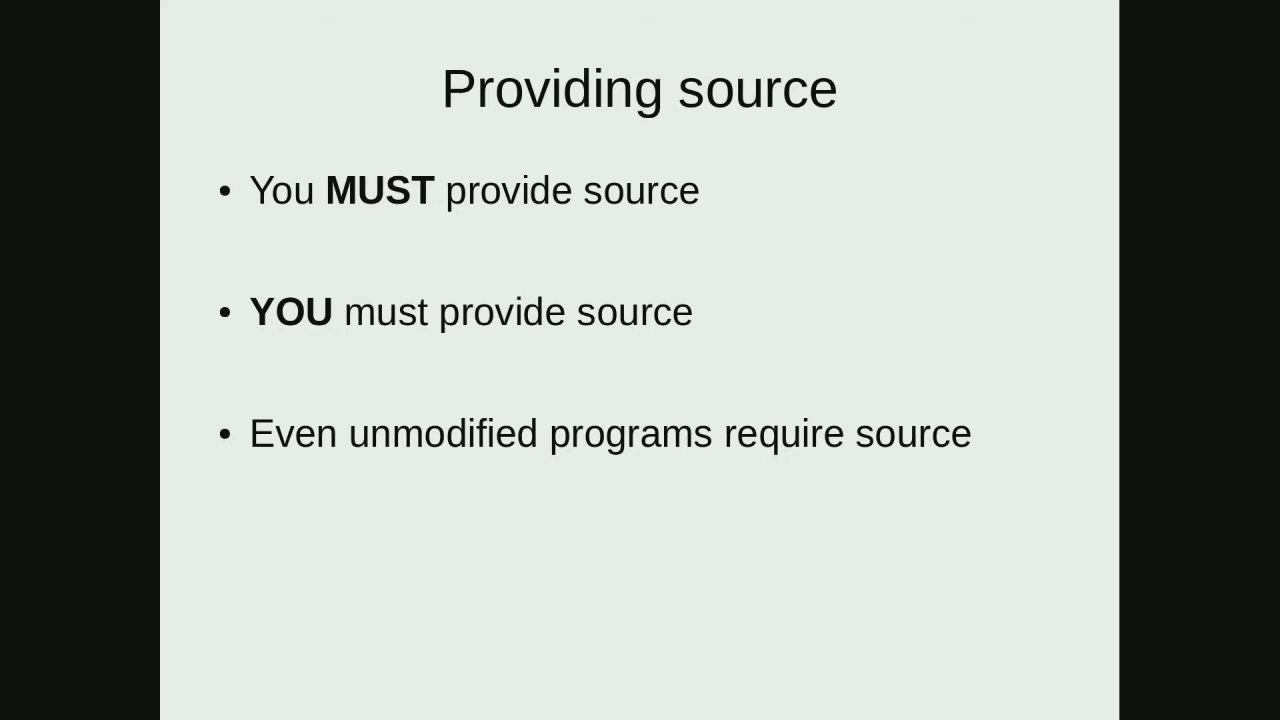 Providing source
• You MUST provide source
• YOU must provide source
• Even unmodified programs require source